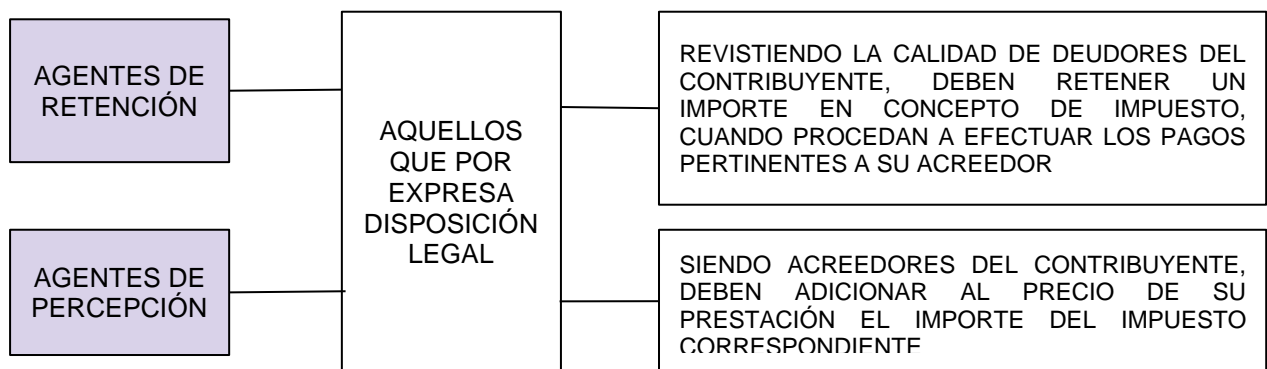 AGENTES DE
RETENCIÓN
AQUELLOS
QUE POR
EXPRESA
DISPOSICIÓN
LEGAL
REVISTIENDO LA CALIDAD DE DEUDORES DEL
CONTRIBUYENTE, DEBEN RETENER UN
IMPORTE EN CONCEPTO DE IMPUESTO,
CUANDO PROCEDAN A EFECTUAR LOS PAGOS
PERTINENTES A SU ACREEDOR
AGENTES DE
PERCEPCIÓN
SIENDO ACREEDORES DEL CONTRIBUYENTE,
DEBEN ADICIONAR AL PRECIO DE SU
PRESTACIÓN EL IMPORTE DEL IMPUESTO
CORRESPONDIENTE